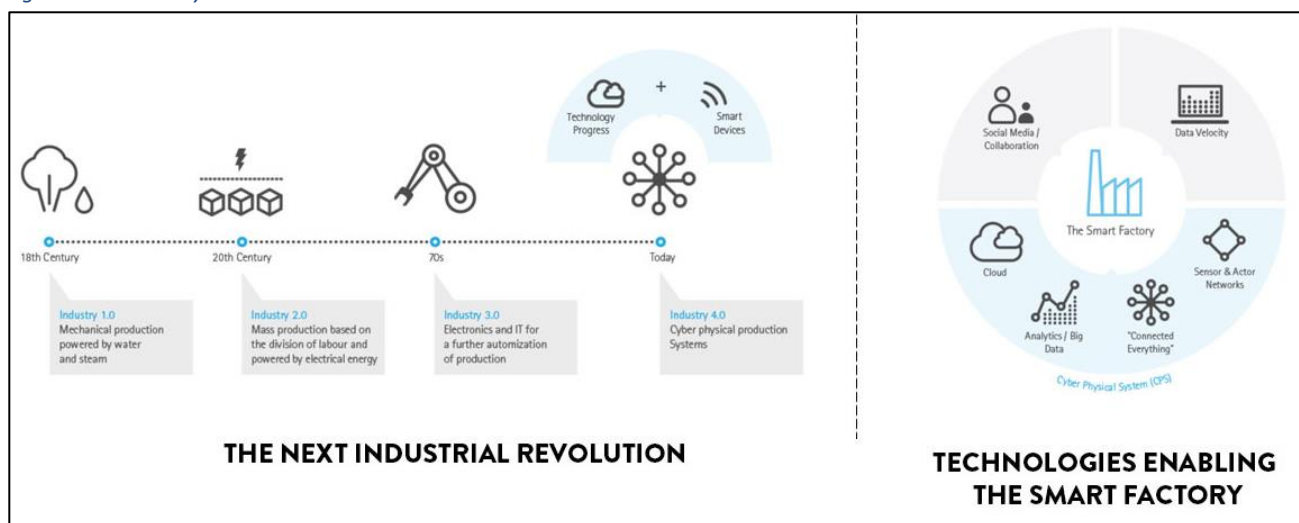 Technology
Progress
+
Smart
Devices
18th Century
20th Century
70s
Today
Industry 1.0
Mechanical production
powered by water
and steam
Industry 2.0
Mass production based on
the division of labour and
powered by electrical energy
Industry 3.0
Electronics and IT for
a further automization
of production
Industry 4.0
Cyber physical production
Systems
THE NEXT INDUSTRIAL REVOLUTION
Social Media /
Collaboration
Data Velocity
The Smart Factory
Cloud
Sensor & Actor
Networks
Analytics / Big
Data
"Connected
Everything"
Cyber Physical System (CPS)
TECHNOLOGIES ENABLING
THE SMART FACTORY